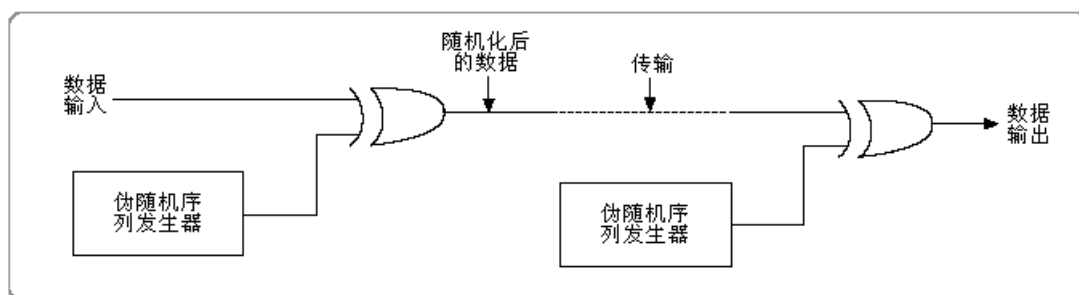 随机化后
的数据
传输
数据
输入
数据
输出
伪随机序
列发生器
伪随机序
列发生器